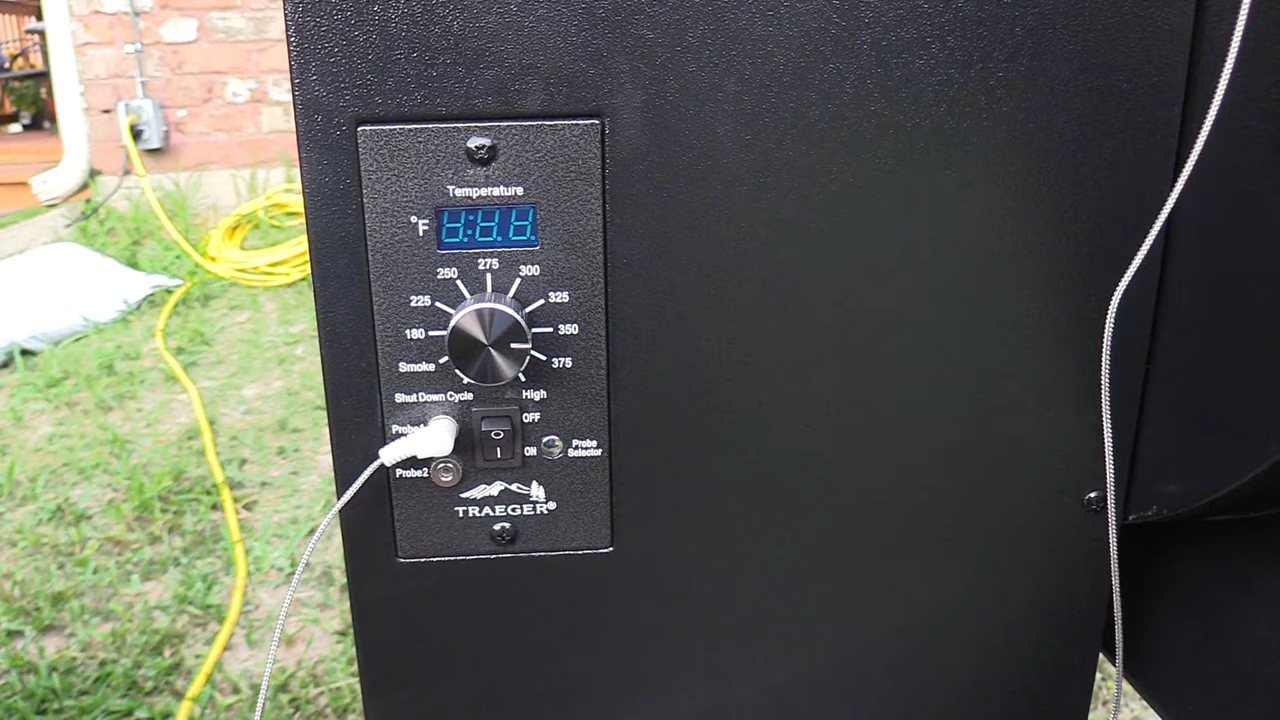 Temperature
°F
275
250 300
225 325
180 350
Smoke 375
Shut Down Cycle High
OFF
Probe1
ON Probe Selector
Probe2
TRAEGER®